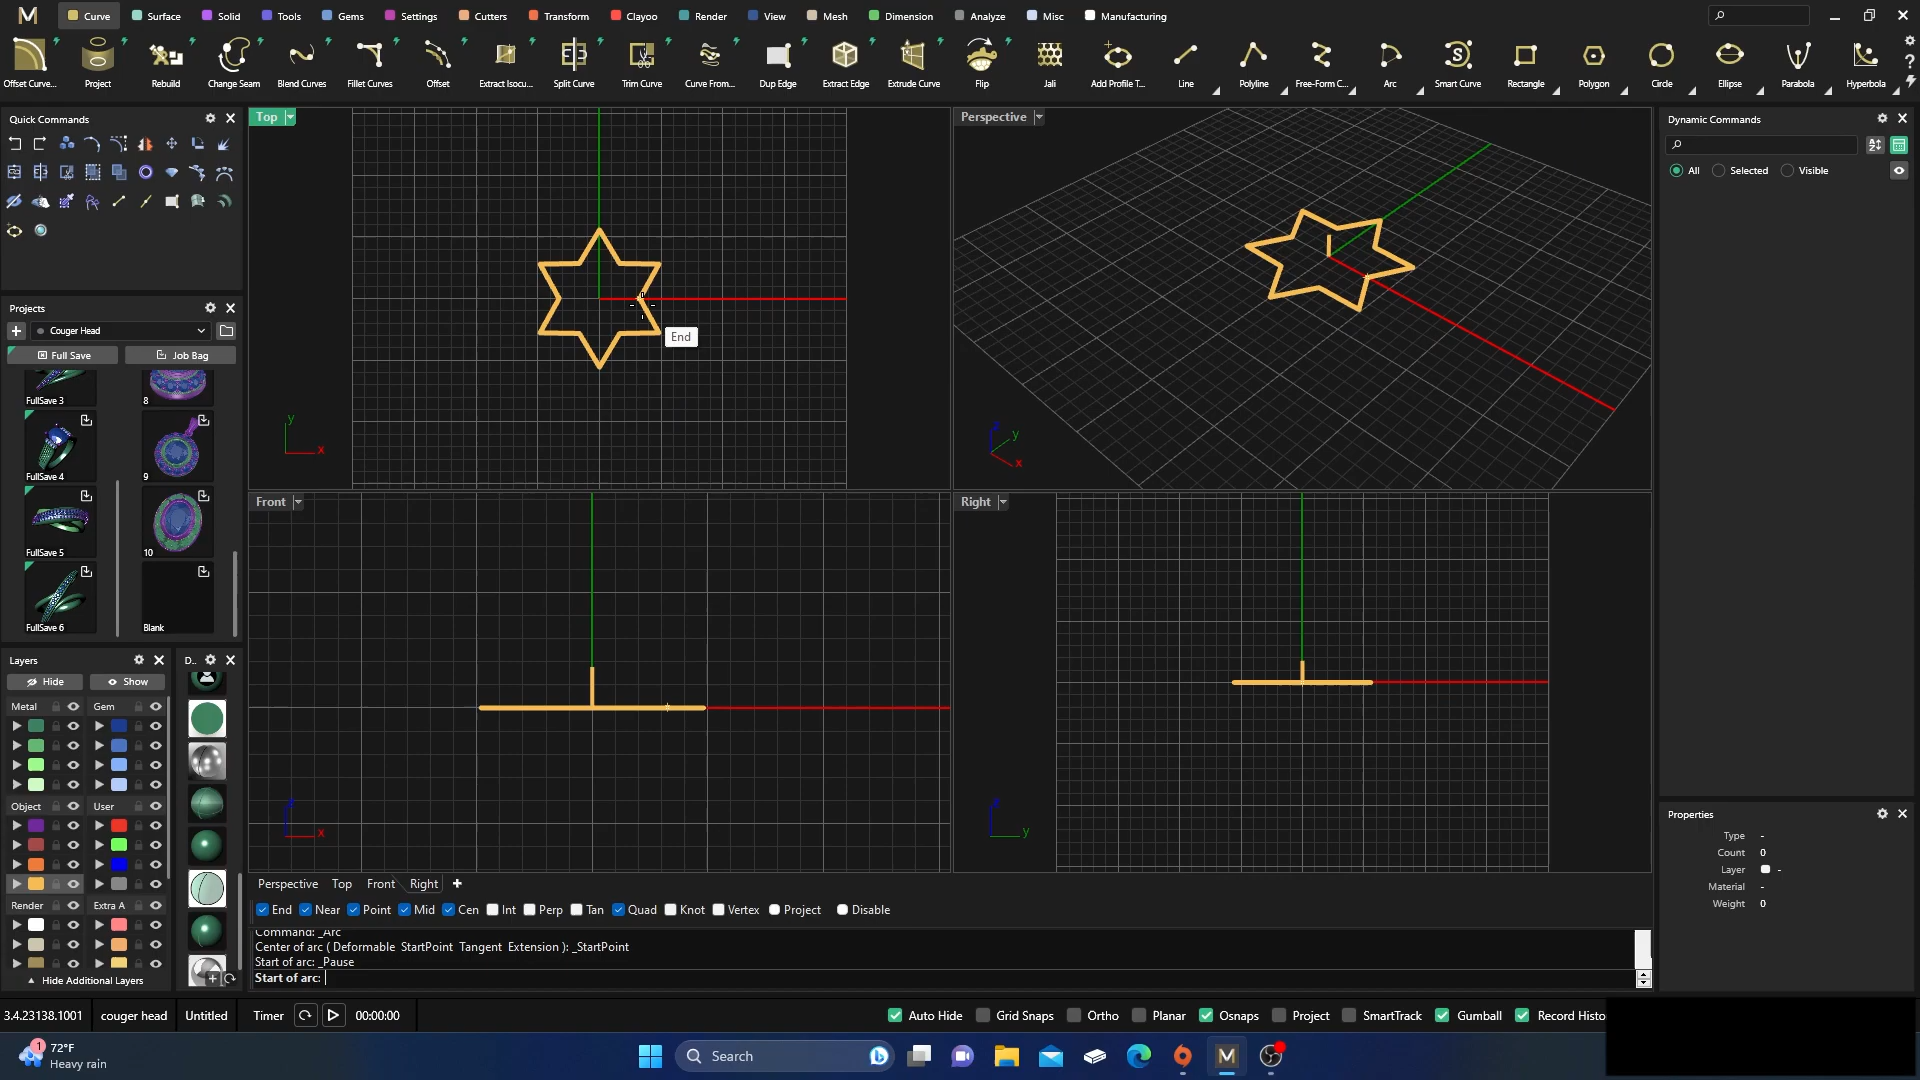 Curve
Surface
Solid
Tools
Gems
Settings
Cutters
Transform
Clayoo
Render
View
Mesh
Dimension
Analyze
Misc
Manufacturing
Offset Curve...
Project
Rebuild
Change Seam
Blend Curves
Fillet Curves
Offset
Extract Isocu...
Split Curve
Trim Curve
Curve From...
Dup Edge
Extract Edge
Extrude Curve
Flip
Jali
Add Profile T...
Line
Polyline
Free-Form C...
Arc
Smart Curve
Rectangle
Polygon
Circle
Ellipse
Parabola
Hyperbola
Quick Commands
Top
Perspective
Dynamic Commands
All
Selected
Visible
Projects
Couger Head
Full Save
Job Bag
FullSave 3
8
FullSave 4
9
FullSave 5
10
FullSave 6
Blank
End
y
x
y
x
Front
Right
x
y
Layers
D..
Hide
Show
Metal
Gem
Object
User
Render
Extra A
Hide Additional Layers
Properties
Type -
Count 0
Layer -
Material -
Weight 0
Perspective Top Front Right
End Near Point Mid Cen Int Perp Tan Quad Knot Vertex Project Disable
Command: _Arc
Center of arc ( Deformable StartPoint Tangent Extension ): _StartPoint
Start of arc: _Pause
Start of arc:
3.4.23138.1001
couger head
Untitled
Timer
00:00:00
Auto Hide
Grid Snaps
Ortho
Planar
Osnaps
Project
SmartTrack
Gumball
Record Histo
1
72°F
Heavy rain
Search